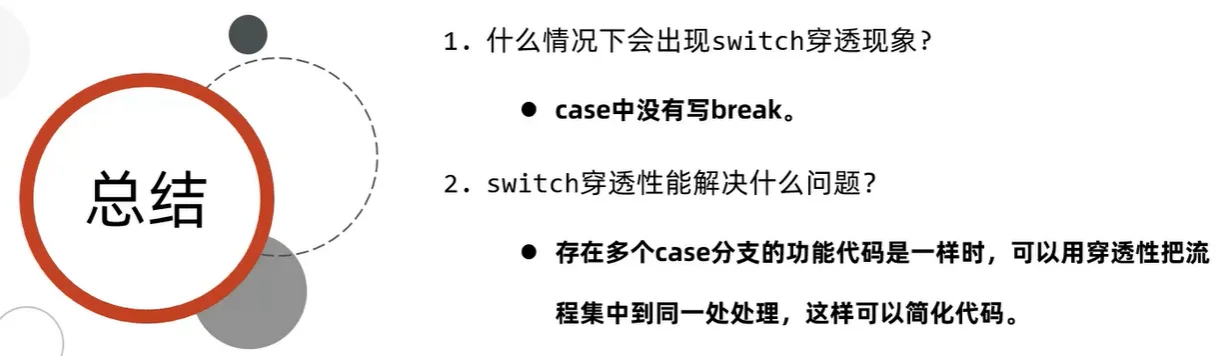 总结
1. 什么情况下会出现switch穿透现象？
● case中没有写break。
2. switch穿透性能解决什么问题？
● 存在多个case分支的功能代码是一样时，可以用穿透性把流
程集中到同一处处理，这样可以简化代码。